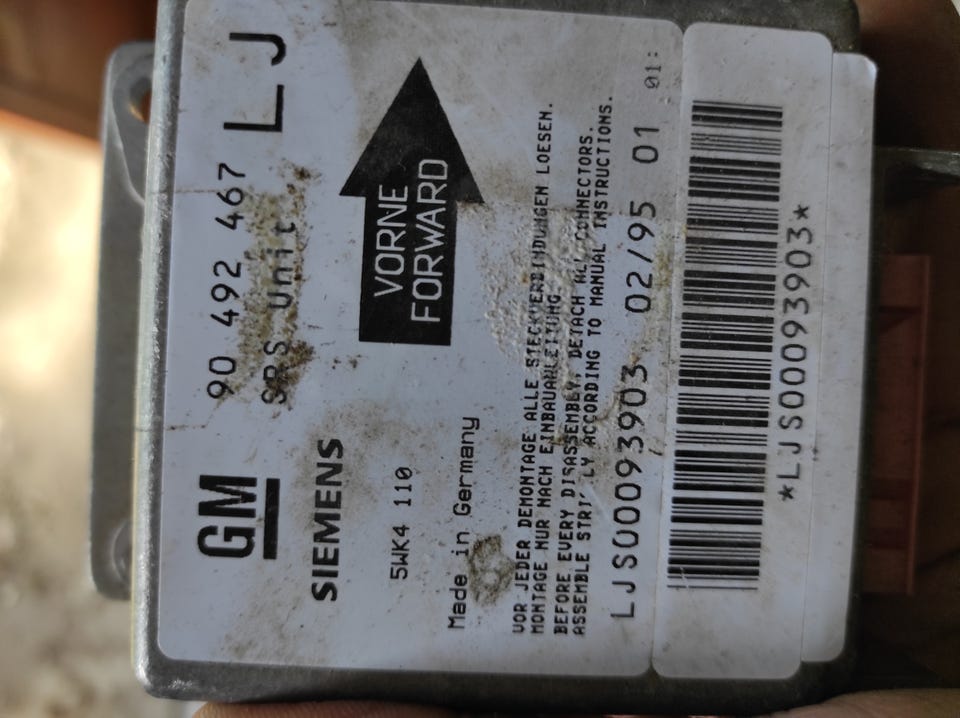 GM 90 492 467 LJ
SIEMENS SRS Unit
5WK4 110
Made in Germany
VORNE
FORWARD
VOR JEDER DEMONTAGE ALLE STECKVERBINDUNGEN LOESEN.
MONTAGE NUR NACH EINBAUANLEITUNG.
BEFORE EVERY DISASSEMBLY, DETACH ALL CONNECTORS.
ASSEMBLE STRICTLY ACCORDING TO MANUAL INSTRUCTIONS.
LJS00093903 02/95 01 01:
*LJS00093903*